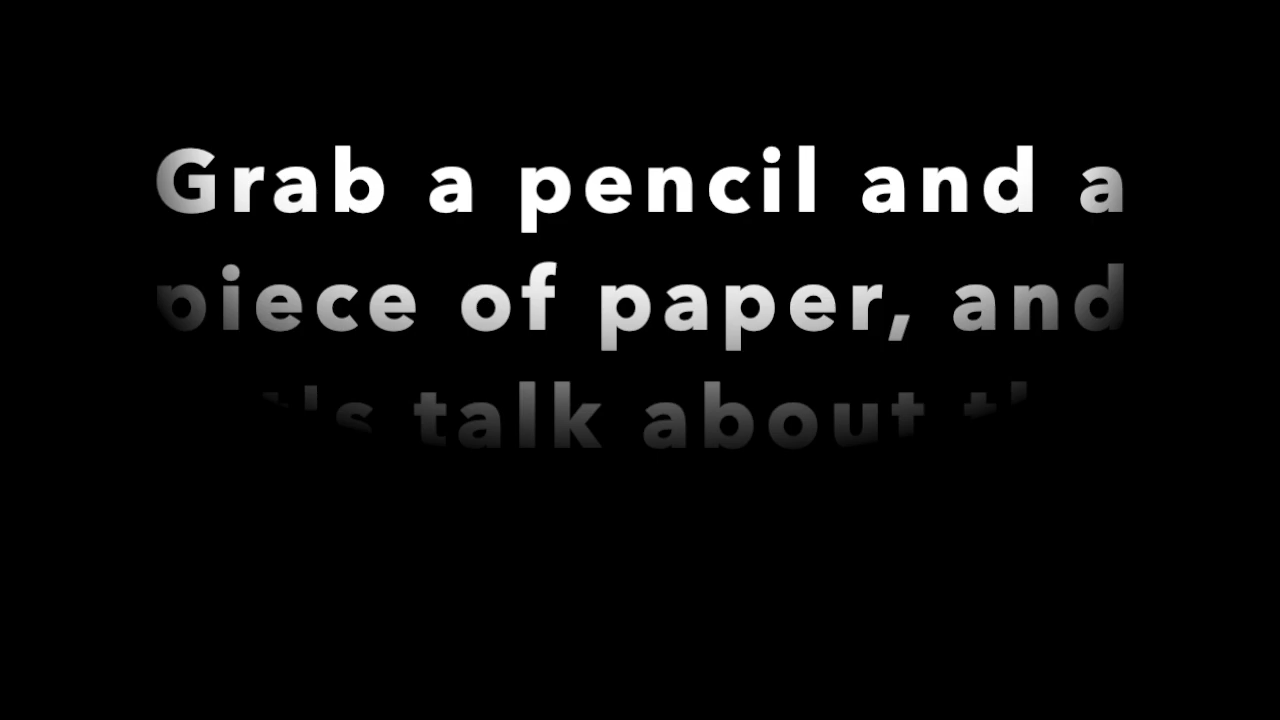 Grab a pencil and a
piece of paper, and
talk about